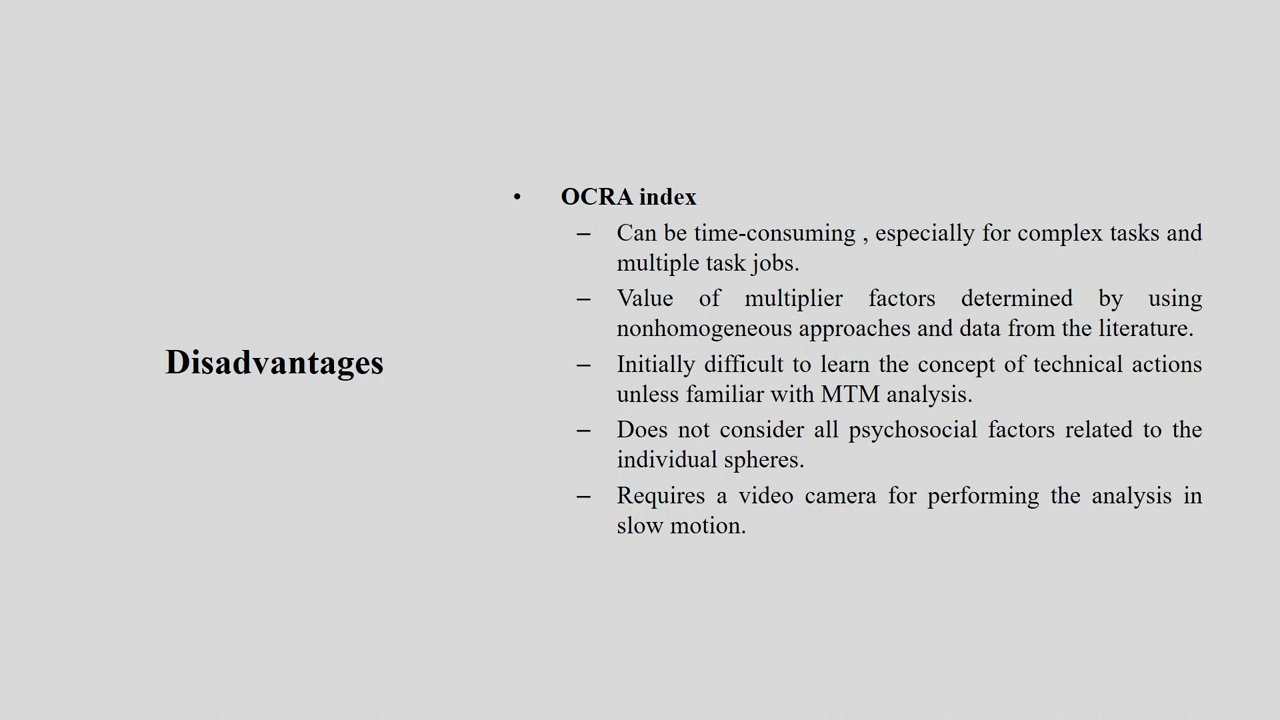 Disadvantages
• OCRA index
– Can be time-consuming , especially for complex tasks and
multiple task jobs.
– Value of multiplier factors determined by using
nonhomogeneous approaches and data from the literature.
– Initially difficult to learn the concept of technical actions
unless familiar with MTM analysis.
– Does not consider all psychosocial factors related to the
individual spheres.
– Requires a video camera for performing the analysis in
slow motion.